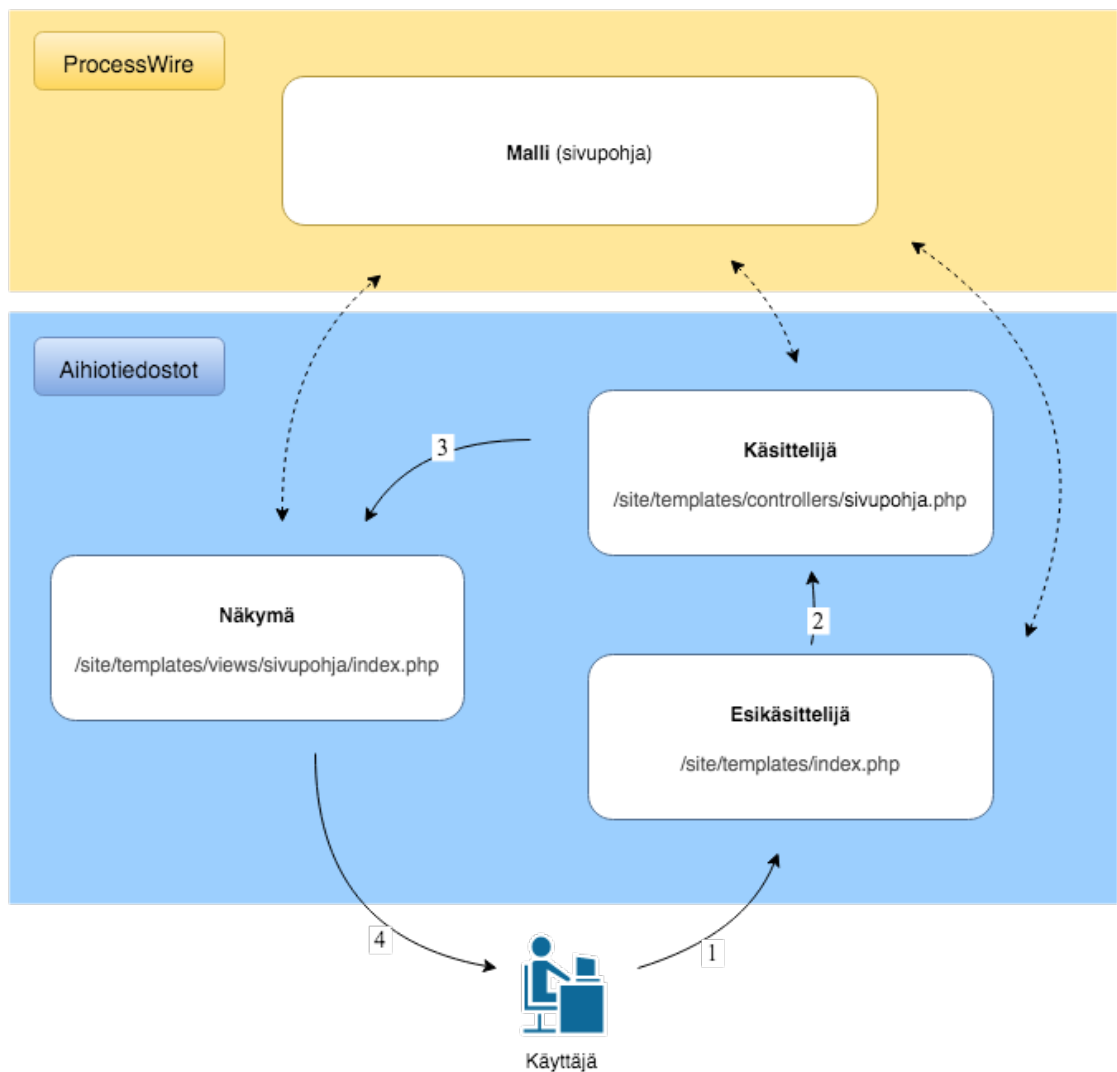 ProcessWire
Malli (sivupohja)
Aihiotiedostot
Käsittelijä
/site/templates/controllers/sivupohja.php
3
Näkymä
/site/templates/views/sivupohja/index.php
2
Esikäsittelijä
/site/templates/index.php
4
1
Käyttäjä